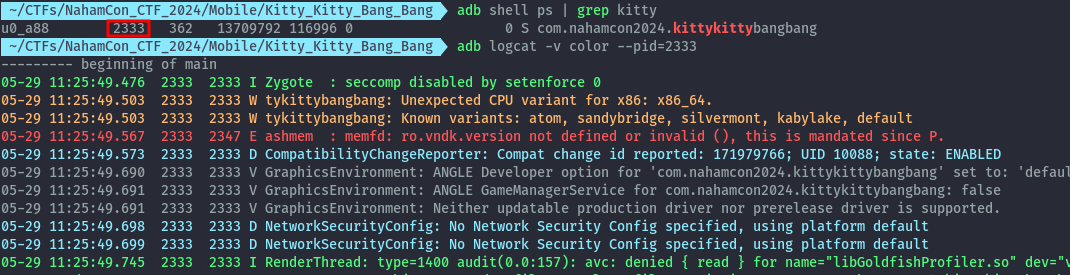 ~/CTFs/NahamCon_CTF_2024/Mobile/Kitty_Kitty_Bang_Bang adb shell ps | grep kitty
u0_a88 2333 362 13709792 116996 0 0 S com.nahamcon2024.kittykittybangbang
~/CTFs/NahamCon_CTF_2024/Mobile/Kitty_Kitty_Bang_Bang adb logcat -v color --pid=2333
--------- beginning of main
05-29 11:25:49.476 2333 2333 I Zygote : seccomp disabled by setenforce 0
05-29 11:25:49.503 2333 2333 W tykittybangbang: Unexpected CPU variant for x86: x86_64.
05-29 11:25:49.503 2333 2333 W tykittybangbang: Known variants: atom, sandybridge, silvermont, kabylake, default
05-29 11:25:49.567 2333 2347 E ashmem : memfd: ro.vndk.version not defined or invalid (), this is mandated since P.
05-29 11:25:49.573 2333 2333 D CompatibilityChangeReporter: Compat change id reported: 171979766; UID 10088; state: ENABLED
05-29 11:25:49.690 2333 2333 V GraphicsEnvironment: ANGLE Developer option for 'com.nahamcon2024.kittykittybangbang' set to: 'defaul
05-29 11:25:49.691 2333 2333 V GraphicsEnvironment: ANGLE GameManagerService for com.nahamcon2024.kittykittybangbang: false
05-29 11:25:49.691 2333 2333 V GraphicsEnvironment: Neither updatable production driver nor prerelease driver is supported.
05-29 11:25:49.698 2333 2333 D NetworkSecurityConfig: No Network Security Config specified, using platform default
05-29 11:25:49.699 2333 2333 D NetworkSecurityConfig: No Network Security Config specified, using platform default
05-29 11:25:49.745 2333 2333 I RenderThread: type=1400 audit(0.0:157): avc: denied { read } for name="libGoldfishProfiler.so" dev="v